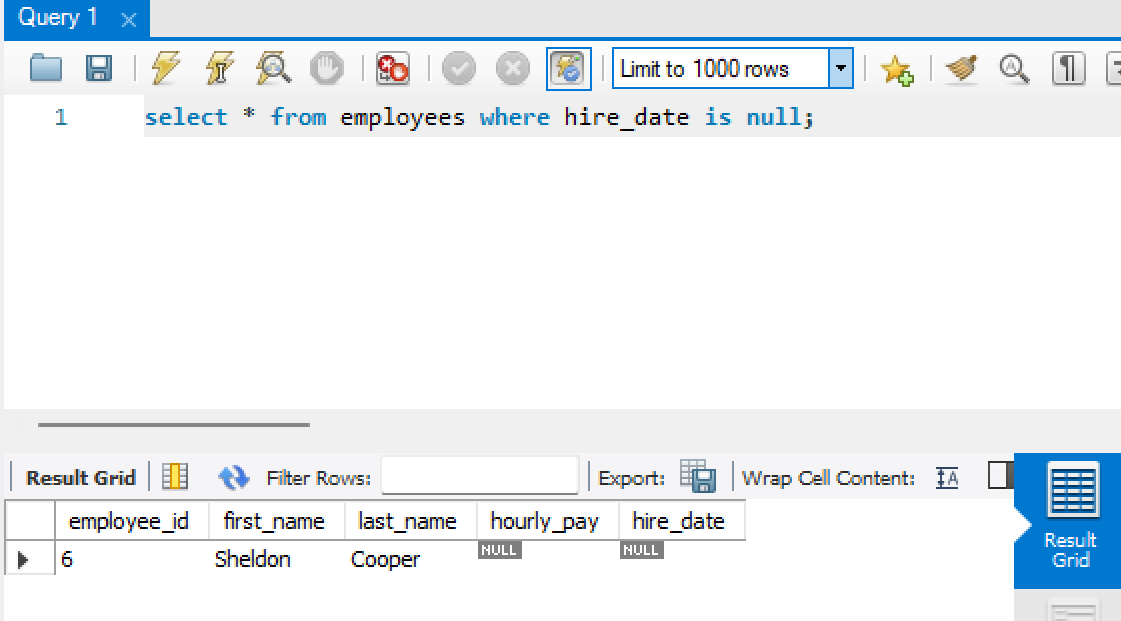 Query 1
Limit to 1000 rows
1 select * from employees where hire_date is null;
Result Grid Filter Rows: Export: Wrap Cell Content: IA
employee_id first_name last_name hourly_pay hire_date
6 Sheldon Cooper NULL NULL
Result
Grid